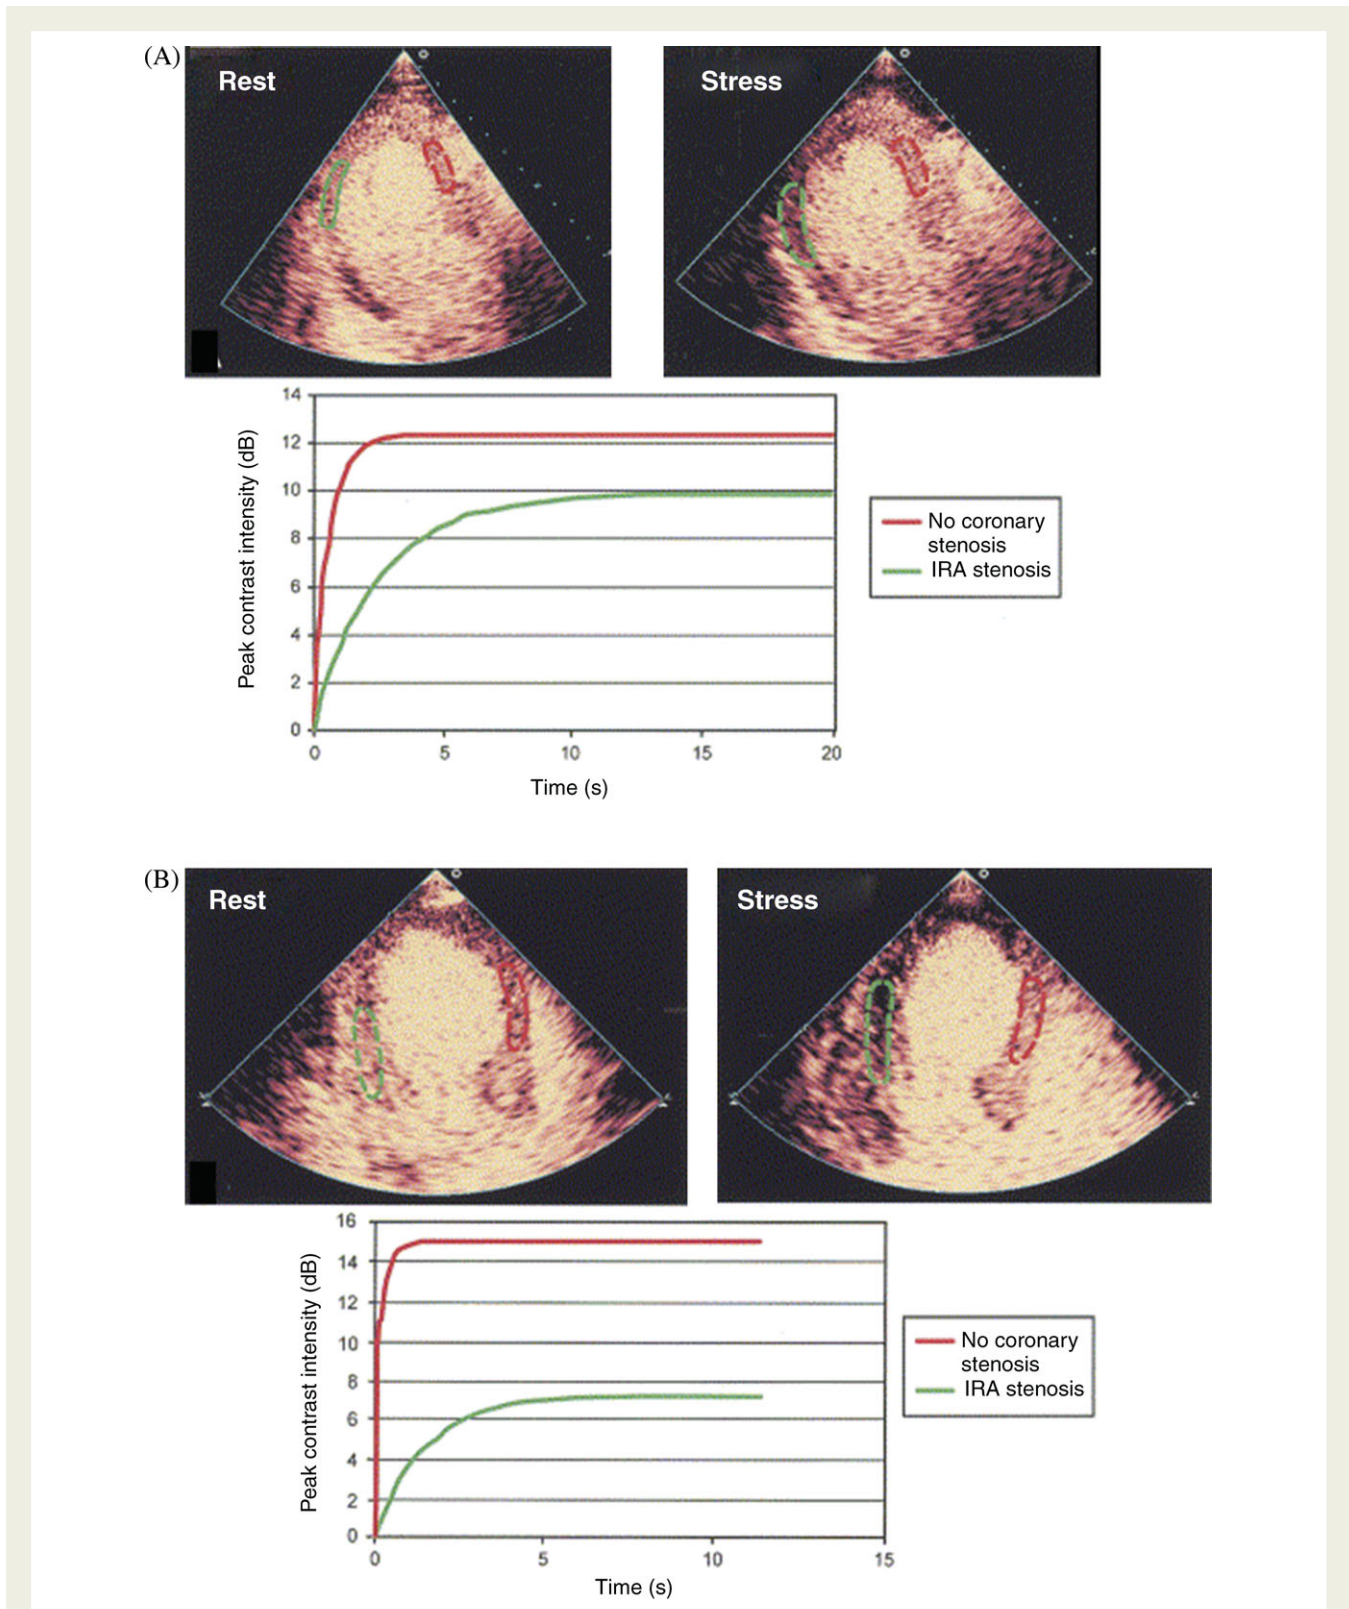 (A)
Rest
Stress
14
12
10
8
6
4
2
0
0 5 10 15 20
Peak contrast intensity (dB)
Time (s)
No coronary
stenosis
IRA stenosis
(B)
Rest
Stress
16
14
12
10
8
6
4
2
0
0 5 10 15
Peak contrast intensity (dB)
Time (s)
No coronary
stenosis
IRA stenosis